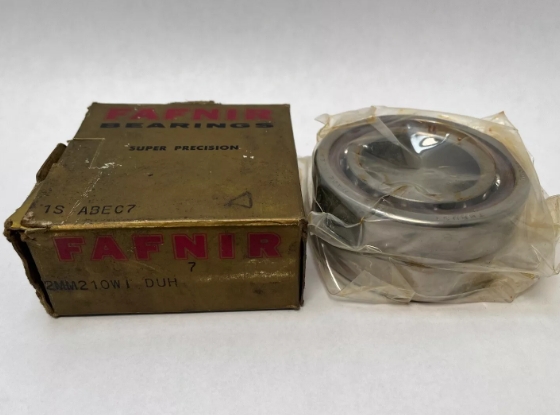 FAFNIR
BEARINGS
SUPER PRECISION
1S ABEC7
FAFNIR
7
2MM210WI DUH